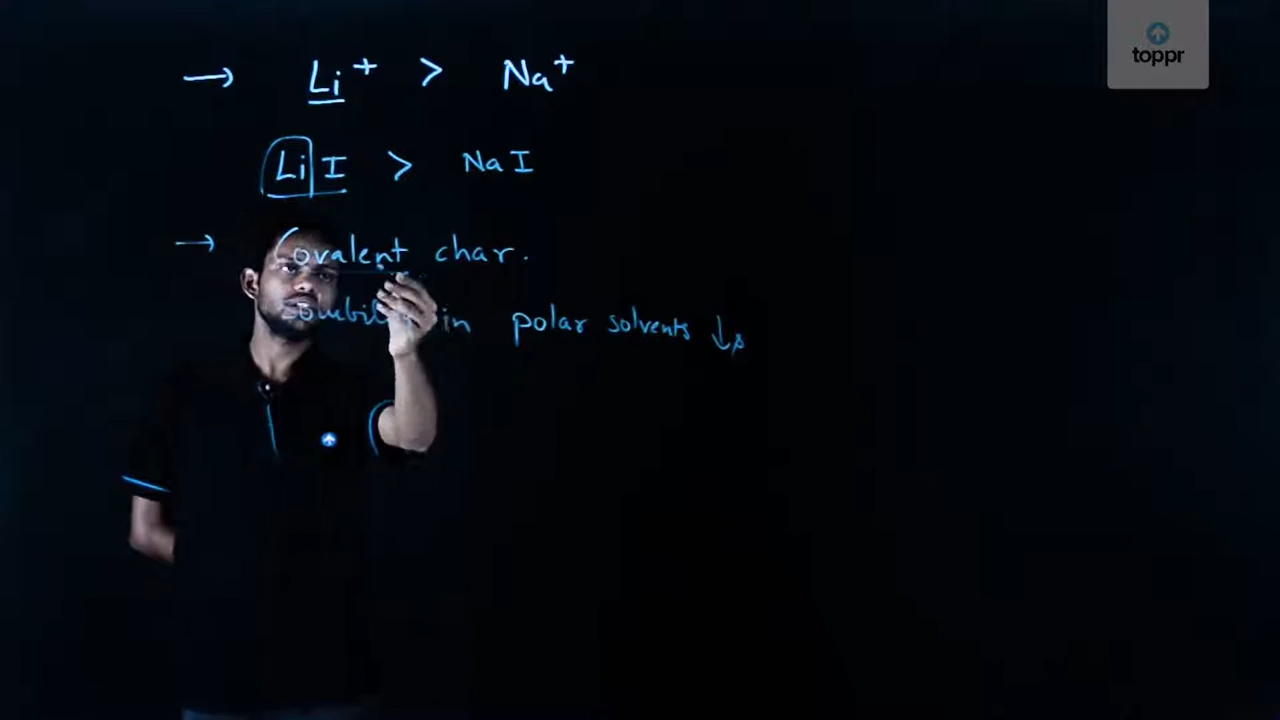 toppr
→ Li⁺ > Na⁺
LiI > NaI
→ Covalent char.
in polar solvents ↓s